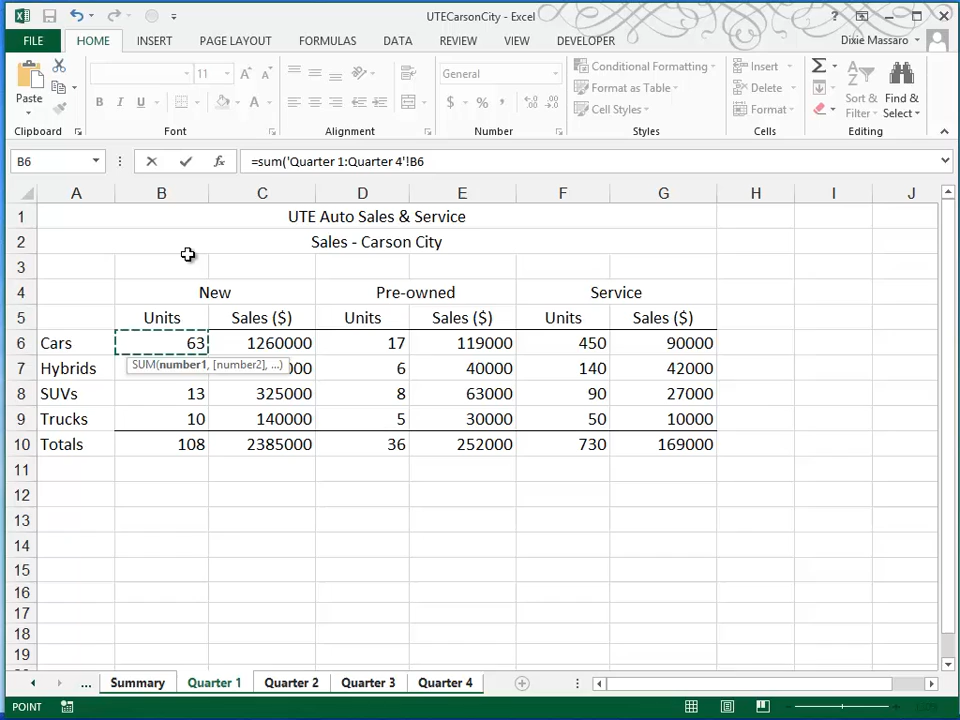 UTECarsonCity - Excel
?
FILE HOME INSERT PAGE LAYOUT FORMULAS DATA REVIEW VIEW DEVELOPER Dixie Massaro
Paste
11
B I U
A A
General
$ % ,
Conditional Formatting
Format as Table
Cell Styles
Insert
Delete
Format
Sort & Filter
Find & Select
Clipboard Font Alignment Number Styles Cells Editing
B6 fx =sum('Quarter 1:Quarter 4'!B6
A B C D E F G H I J
1 UTE Auto Sales & Service
2 Sales - Carson City
3
4 New Pre-owned Service
5 Units Sales ($) Units Sales ($) Units Sales ($)
6 Cars 63 1260000 17 119000 450 90000
SUM(number1, [number2], ...)
7 Hybrids 000 6 40000 140 42000
8 SUVs 13 325000 8 63000 90 27000
9 Trucks 10 140000 5 30000 50 10000
10 Totals 108 2385000 36 252000 730 169000
11
12
13
14
15
16
17
18
19
... Summary Quarter 1 Quarter 2 Quarter 3 Quarter 4
POINT